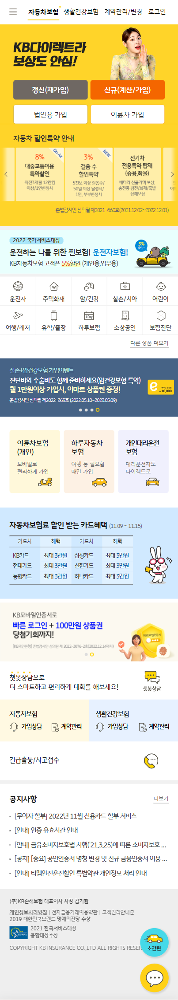 자동차보험 생활건강보험 계약관리/변경 로그인
KB다이렉트라
보상도 안심!
갱신(재가입) 신규(계산/가입)
법인용 가입 이륜차 가입
자동차 할인특약 안내
On-Air
8%
대중교통이용
특약할인
직전3개월 12만원
이상/1인한정시
NEW
3%
걸음 수
할인특약
5천보 이상 걸음수/
50일 이상 달성시/
1인, 부부한정시
전기차
전용특약 탑재
(승용,화물)
배터리 신품가액 보상,
충전중 감전/화재/폭발
상해보상
준법감시인 심의필 제2021-660호(2021.12.02~2022.12.01)
2022 국가서비스대상
운전하는 나를 위한 찐보험! 운전자보험!
KB자동차보험 고객은 5%할인 (개인용,업무용)
5%
할인~
운전자 주택화재 암/건강 실손/치아 어린이
1 Day
여행/레저 유학/출장 하루보험 소상공인 보험진단
다른 상품 더보기
실손+암건강보험 가입이벤트
진단비와 수술비도 함께 준비하세요(암건강보험 특약)
월 1만원이상 가입시, 이마트 상품권 증정!
준법감시인 심의필 제2022-363호 (2022.05.10~2023.05.09)
e
₩10,000
이륜차보험
(개인)
모바일로
편리하게 가입
하루자동차
보험
여행 등 필요할
때만 가입
개인대리운전
보험
대리운전자도
다이렉트로
자동차보험료 할인 받는 카드혜택 (11.09 ~ 11.15)
카드사 혜택 카드사 혜택
KB카드 최대 3만원 삼성카드 최대 3만원
현대카드 최대 3만원 신한카드 최대 3만원
농협카드 최대 3만원 하나카드 최대 3만원
KB모바일인증서로
빠른 로그인 + 100만원 상품권
당첨기회까지!
[KB국민은행] 준법감시인 심의필 제 2022-3076-2호(2022.12.14까지)
KB모바일인증서
챗봇상담으로
더 스마트하고 편리하게 대화를 해보세요!
챗봇상담
자동차보험
가입상담 계약관리
생활건강보험
가입상담 계약관리
긴급출동/사고접수
공지사항 더보기
[무이자 할부] 2022년 11월 신용카드 할부 서비스
[안내] 인증 유효시간 안내
[안내] 금융소비자보호법 시행('21.3.25)에 따른 소비자보호 ...
[공지] [중요] 공인인증서 명칭 변경 및 신규 금융인증서 이용 ...
[안내] 티맵안전운전할인 특별약관 개인정보 처리 안내
(주)KB손해보험 대표이사 사장 김기환
개인정보처리방침 | 전자금융거래이용약관 | 고객권리안내문
2019 대한민국브랜드 명예의전당 수상
2021 한국서비스대상
종합대상수상
COPYRIGHT KB INSURANCE CO.,LTD ALL RIGHTS RESER
초간편